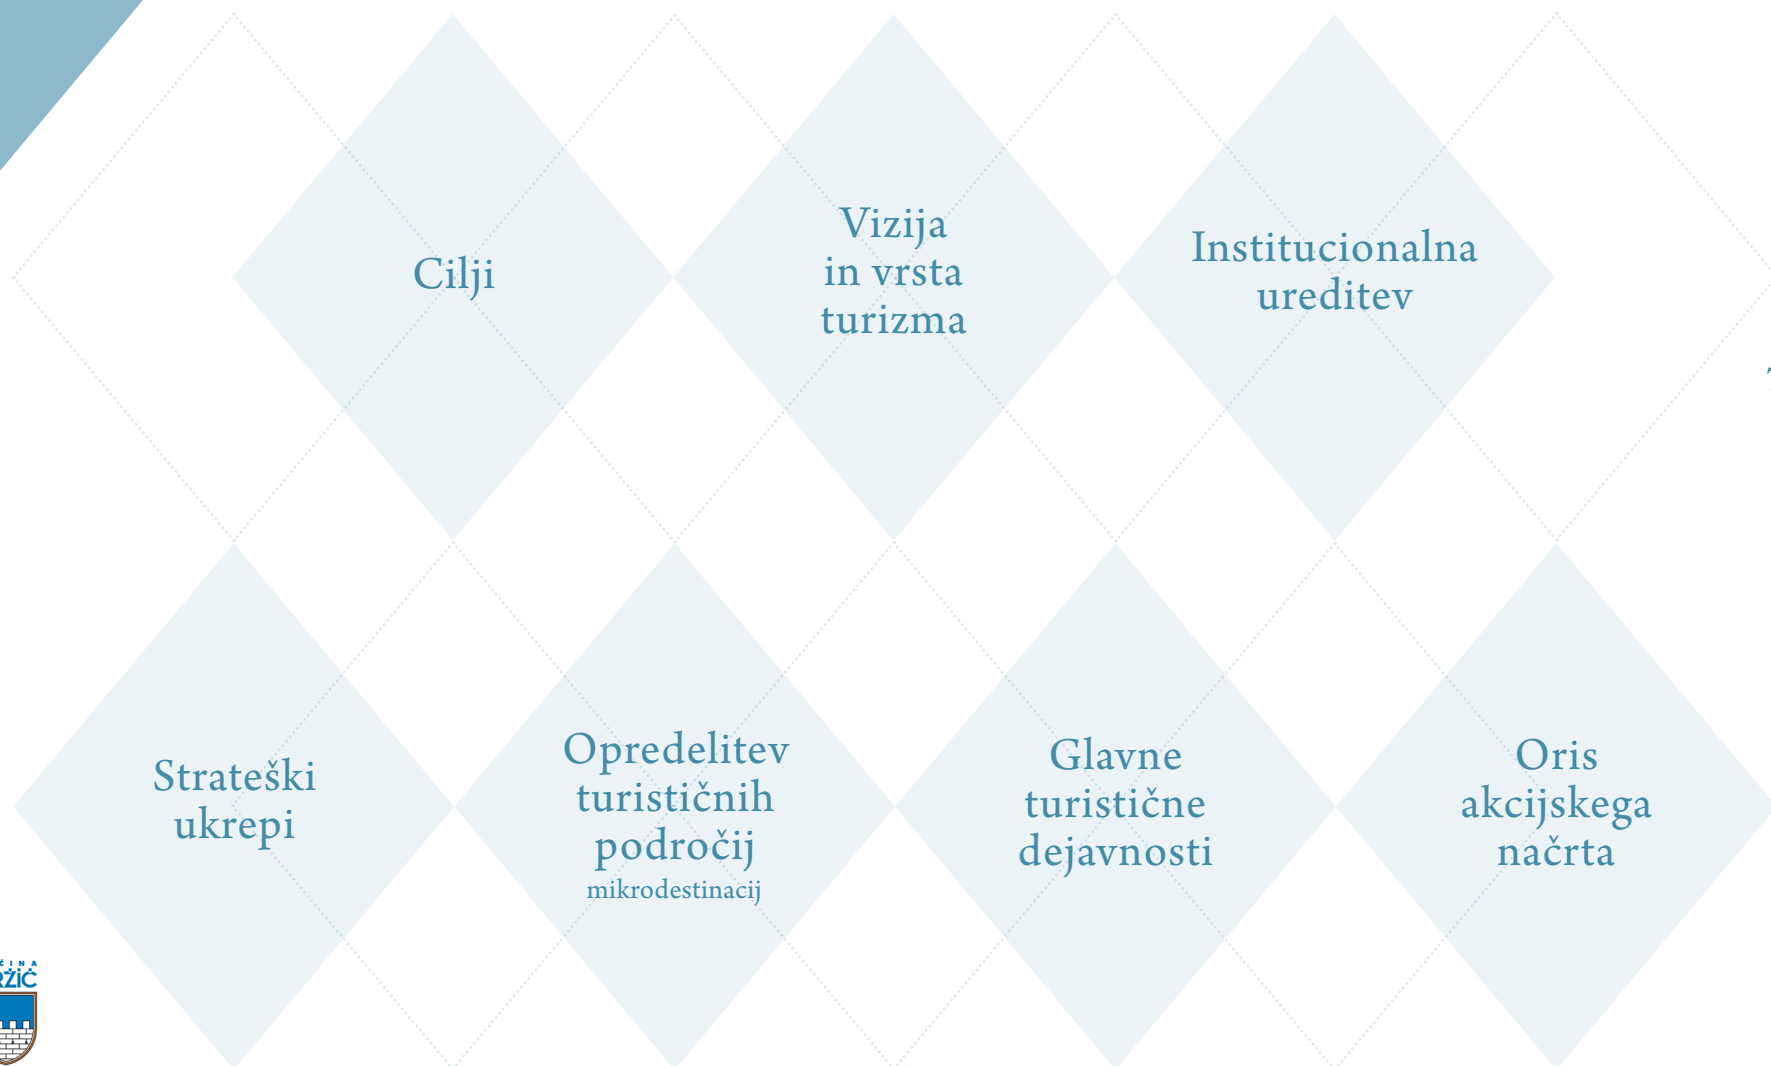 Cilji
Vizija
in vrsta
turizma
Institucionalna
ureditev
Strateški
ukrepi
Opredelitev
turističnih
področij
mikrodestinacij
Glavne
turistične
dejavnosti
Oris
akcijskega
načrta